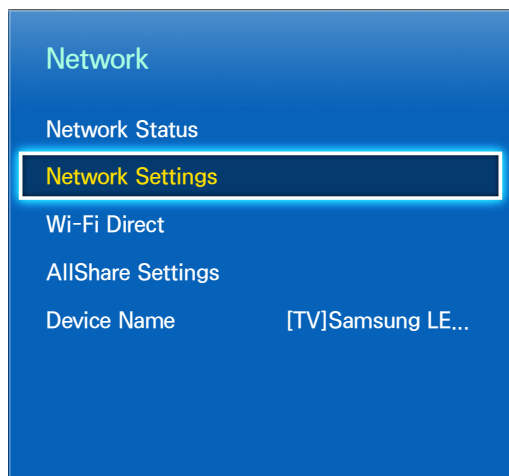 Network
Network Status
Network Settings
Wi-Fi Direct
AllShare Settings
Device Name [TV]Samsung LE...